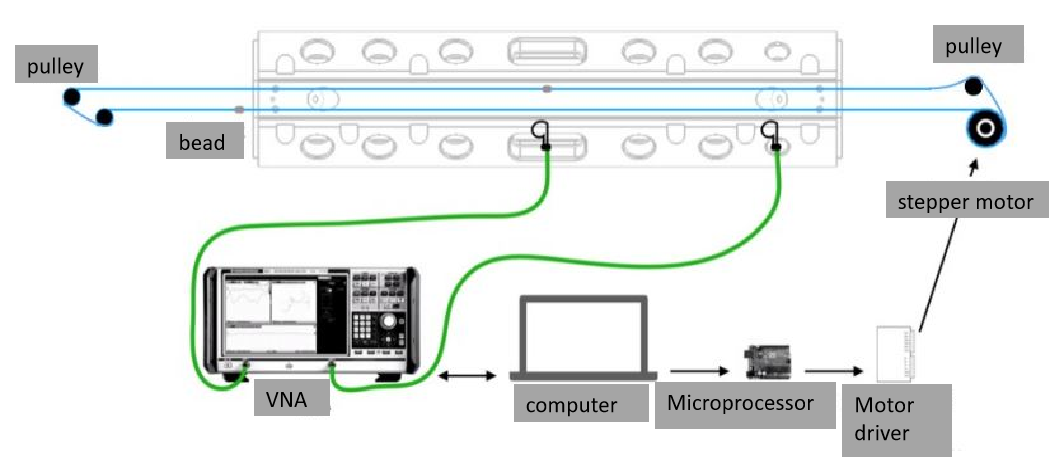 pulley
pulley
bead
stepper motor
VNA
computer
Microprocessor
Motor
driver